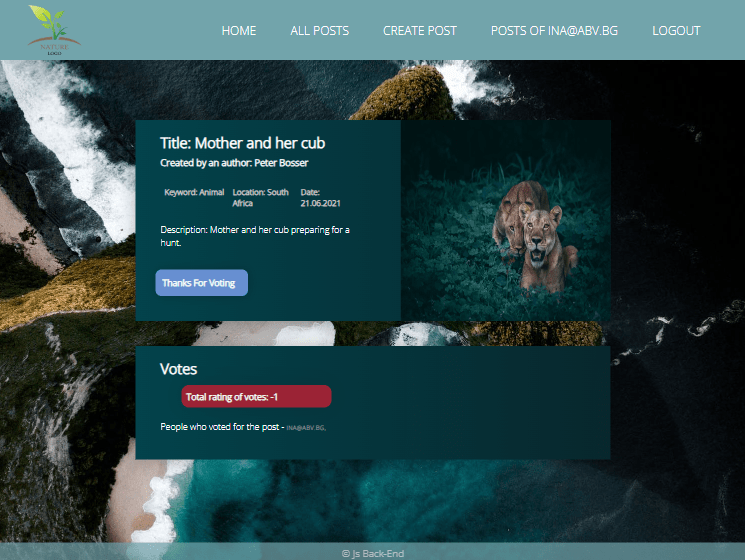 NATURE
LOGO
HOME ALL POSTS CREATE POST POSTS OF INA@ABV.BG LOGOUT
Title: Mother and her cub
Created by an author: Peter Bosser
Keyword: Animal Location: South Africa Date: 21.06.2021
Description: Mother and her cub preparing for a
hunt.
Thanks For Voting
Votes
Total rating of votes: -1
People who voted for the post - INA@ABV.BG,
© Js Back-End